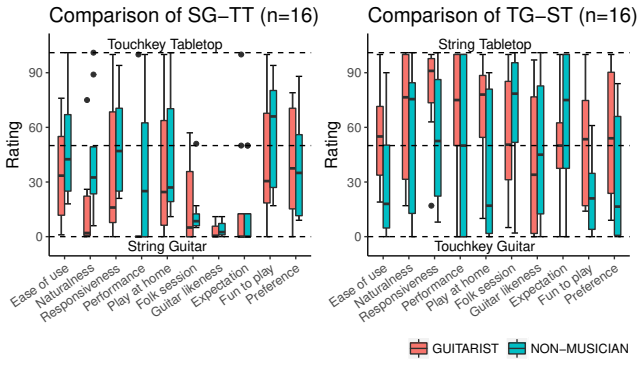 Comparison of SG−TT (n=16)
Touchkey Tabletop
90
60
30
0
Rating
String Guitar
Ease of use
Naturalness
Responsiveness
Performance
Play at home
Folk session
Guitar likeness
Expectation
Fun to play
Preference
Comparison of TG−ST (n=16)
String Tabletop
90
60
30
0
Rating
Touchkey Guitar
Ease of use
Naturalness
Responsiveness
Performance
Play at home
Folk session
Guitar likeness
Expectation
Fun to play
Preference
GUITARIST NON−MUSICIAN